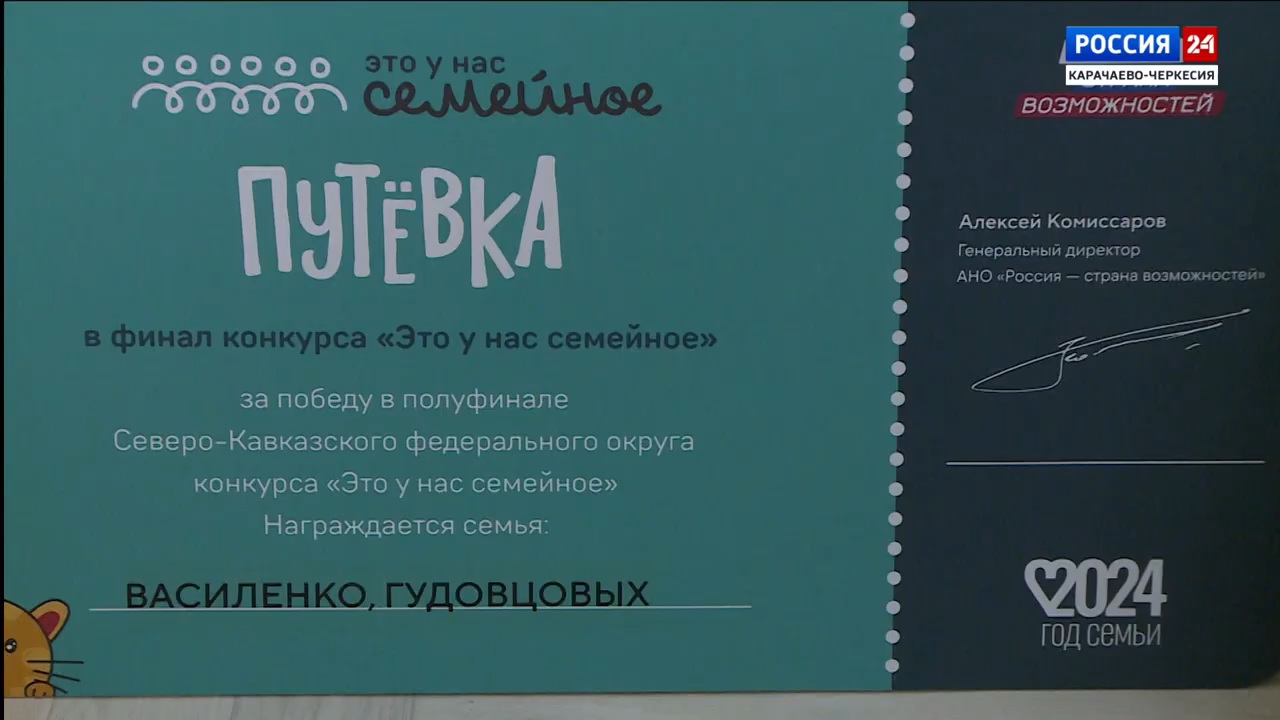 это у нас
семейное
ПУТЁВКА
в финал конкурса «Это у нас семейное»
за победу в полуфинале
Северо-Кавказского федерального округа
конкурса «Это у нас семейное»
Награждается семья:
ВАСИЛЕНКО, ГУДОВЦОВЫХ
РОССИЯ 24
КАРАЧАЕВО-ЧЕРКЕСИЯ
ВОЗМОЖНОСТЕЙ
Алексей Комиссаров
Генеральный директор
АНО «Россия — страна возможностей»
2024
ГОД СЕМЬИ